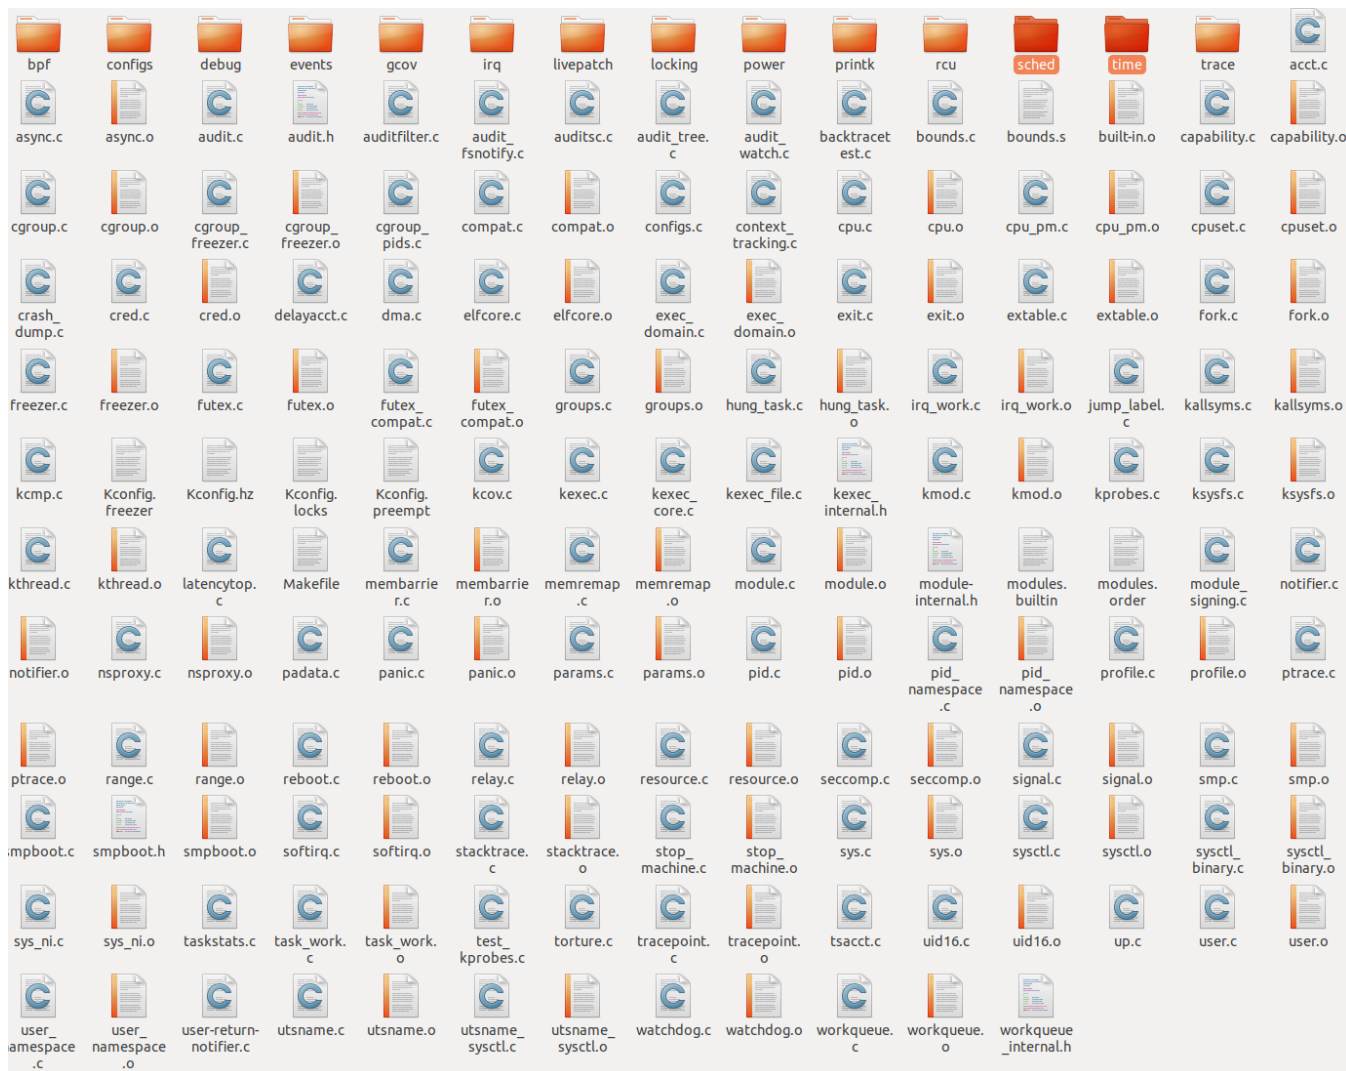 bpf configs debug events gcov irq livepatch locking power printk rcu sched time trace acct.c
async.c async.o audit.c audit.h auditfilter.c audit_ auditsc.c audit_tree. audit_ backtracet bounds.c bounds.s built-in.o capability.c capability.o
fsnotify.c c watch.c est.c
cgroup.c cgroup.o cgroup_ cgroup_ cgroup_ compat.c compat.o configs.c context_ cpu.c cpu.o cpu_pm.c cpu_pm.o cpuset.c cpuset.o
freezer.c freezer.o pids.c tracking.c
crash_ cred.c cred.o delayacct.c dma.c elfcore.c elfcore.o exec_ exec_ exit.c exit.o extable.c extable.o fork.c fork.o
dump.c domain.c domain.o
freezer.c freezer.o futex.c futex.o futex_ futex_ groups.c groups.o hung_task.c hung_task. irq_work.c irq_work.o jump_label. kallsyms.c kallsyms.o
compat.c compat.o o c
kcmp.c Kconfig. Kconfig.hz Kconfig. Kconfig. kcov.c kexec.c kexec_ kexec_file.c kexec_ kmod.c kmod.o kprobes.c ksysfs.c ksysfs.o
freezer locks preempt core.c internal.h
kthread.c kthread.o latencytop. Makefile membarrie membarrie memremap memremap module.c module.o module- modules. modules. module_ notifier.c
c r.c r.o .c .o internal.h builtin order signing.c
notifier.o nsproxy.c nsproxy.o padata.c panic.c panic.o params.c params.o pid.c pid.o pid_ pid_ profile.c profile.o ptrace.c
namespace namespace
.c .o
ptrace.o range.c range.o reboot.c reboot.o relay.c relay.o resource.c resource.o seccomp.c seccomp.o signal.c signal.o smp.c smp.o
smpboot.c smpboot.h smpboot.o softirq.c softirq.o stacktrace. stacktrace. stop_ stop_ sys.c sys.o sysctl.c sysctl.o sysctl_ sysctl_
c o machine.c machine.o binary.c binary.o
sys_ni.c sys_ni.o taskstats.c task_work. task_work. test_ torture.c tracepoint. tracepoint. tsacct.c uid16.c uid16.o up.c user.c user.o
c o kprobes.c c o
user_ user_ user-return- utsname.c utsname.o utsname_ utsname_ watchdog.c watchdog.o workqueue. workqueue. workqueue
namespace namespace notifier.c sysctl.c sysctl.o c o _internal.h
.c .o